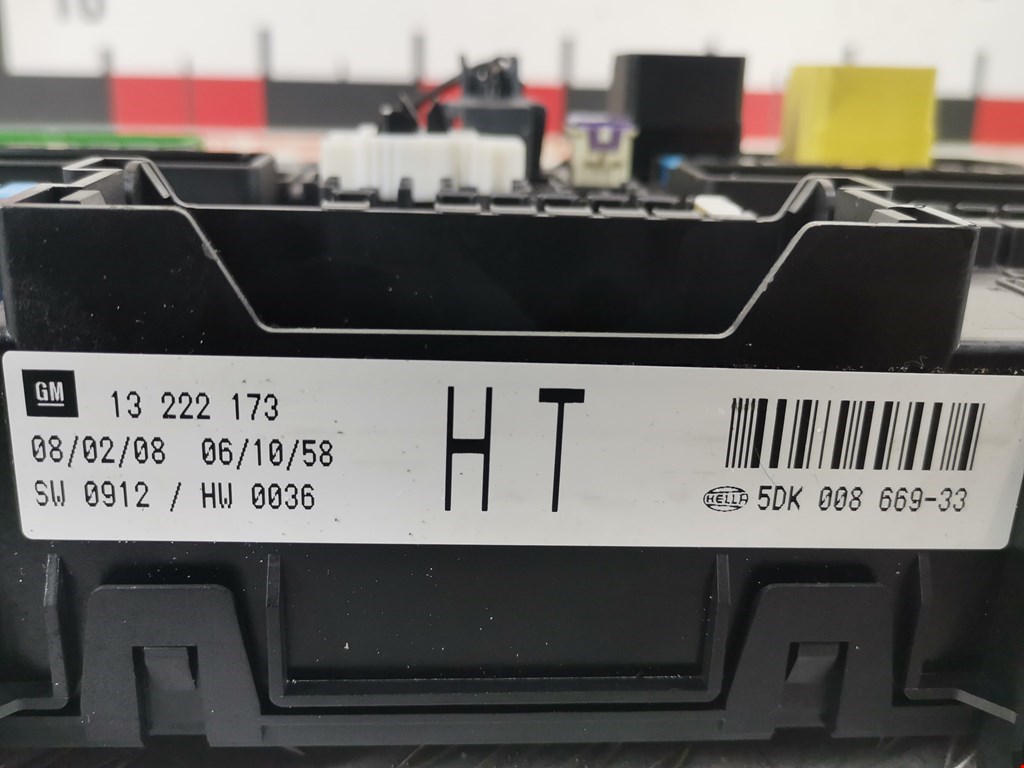 10
GM 13 222 173
08/02/08 06/10/58
SW 0912 / HW 0036
HT
HELLA 5DK 008 669-33